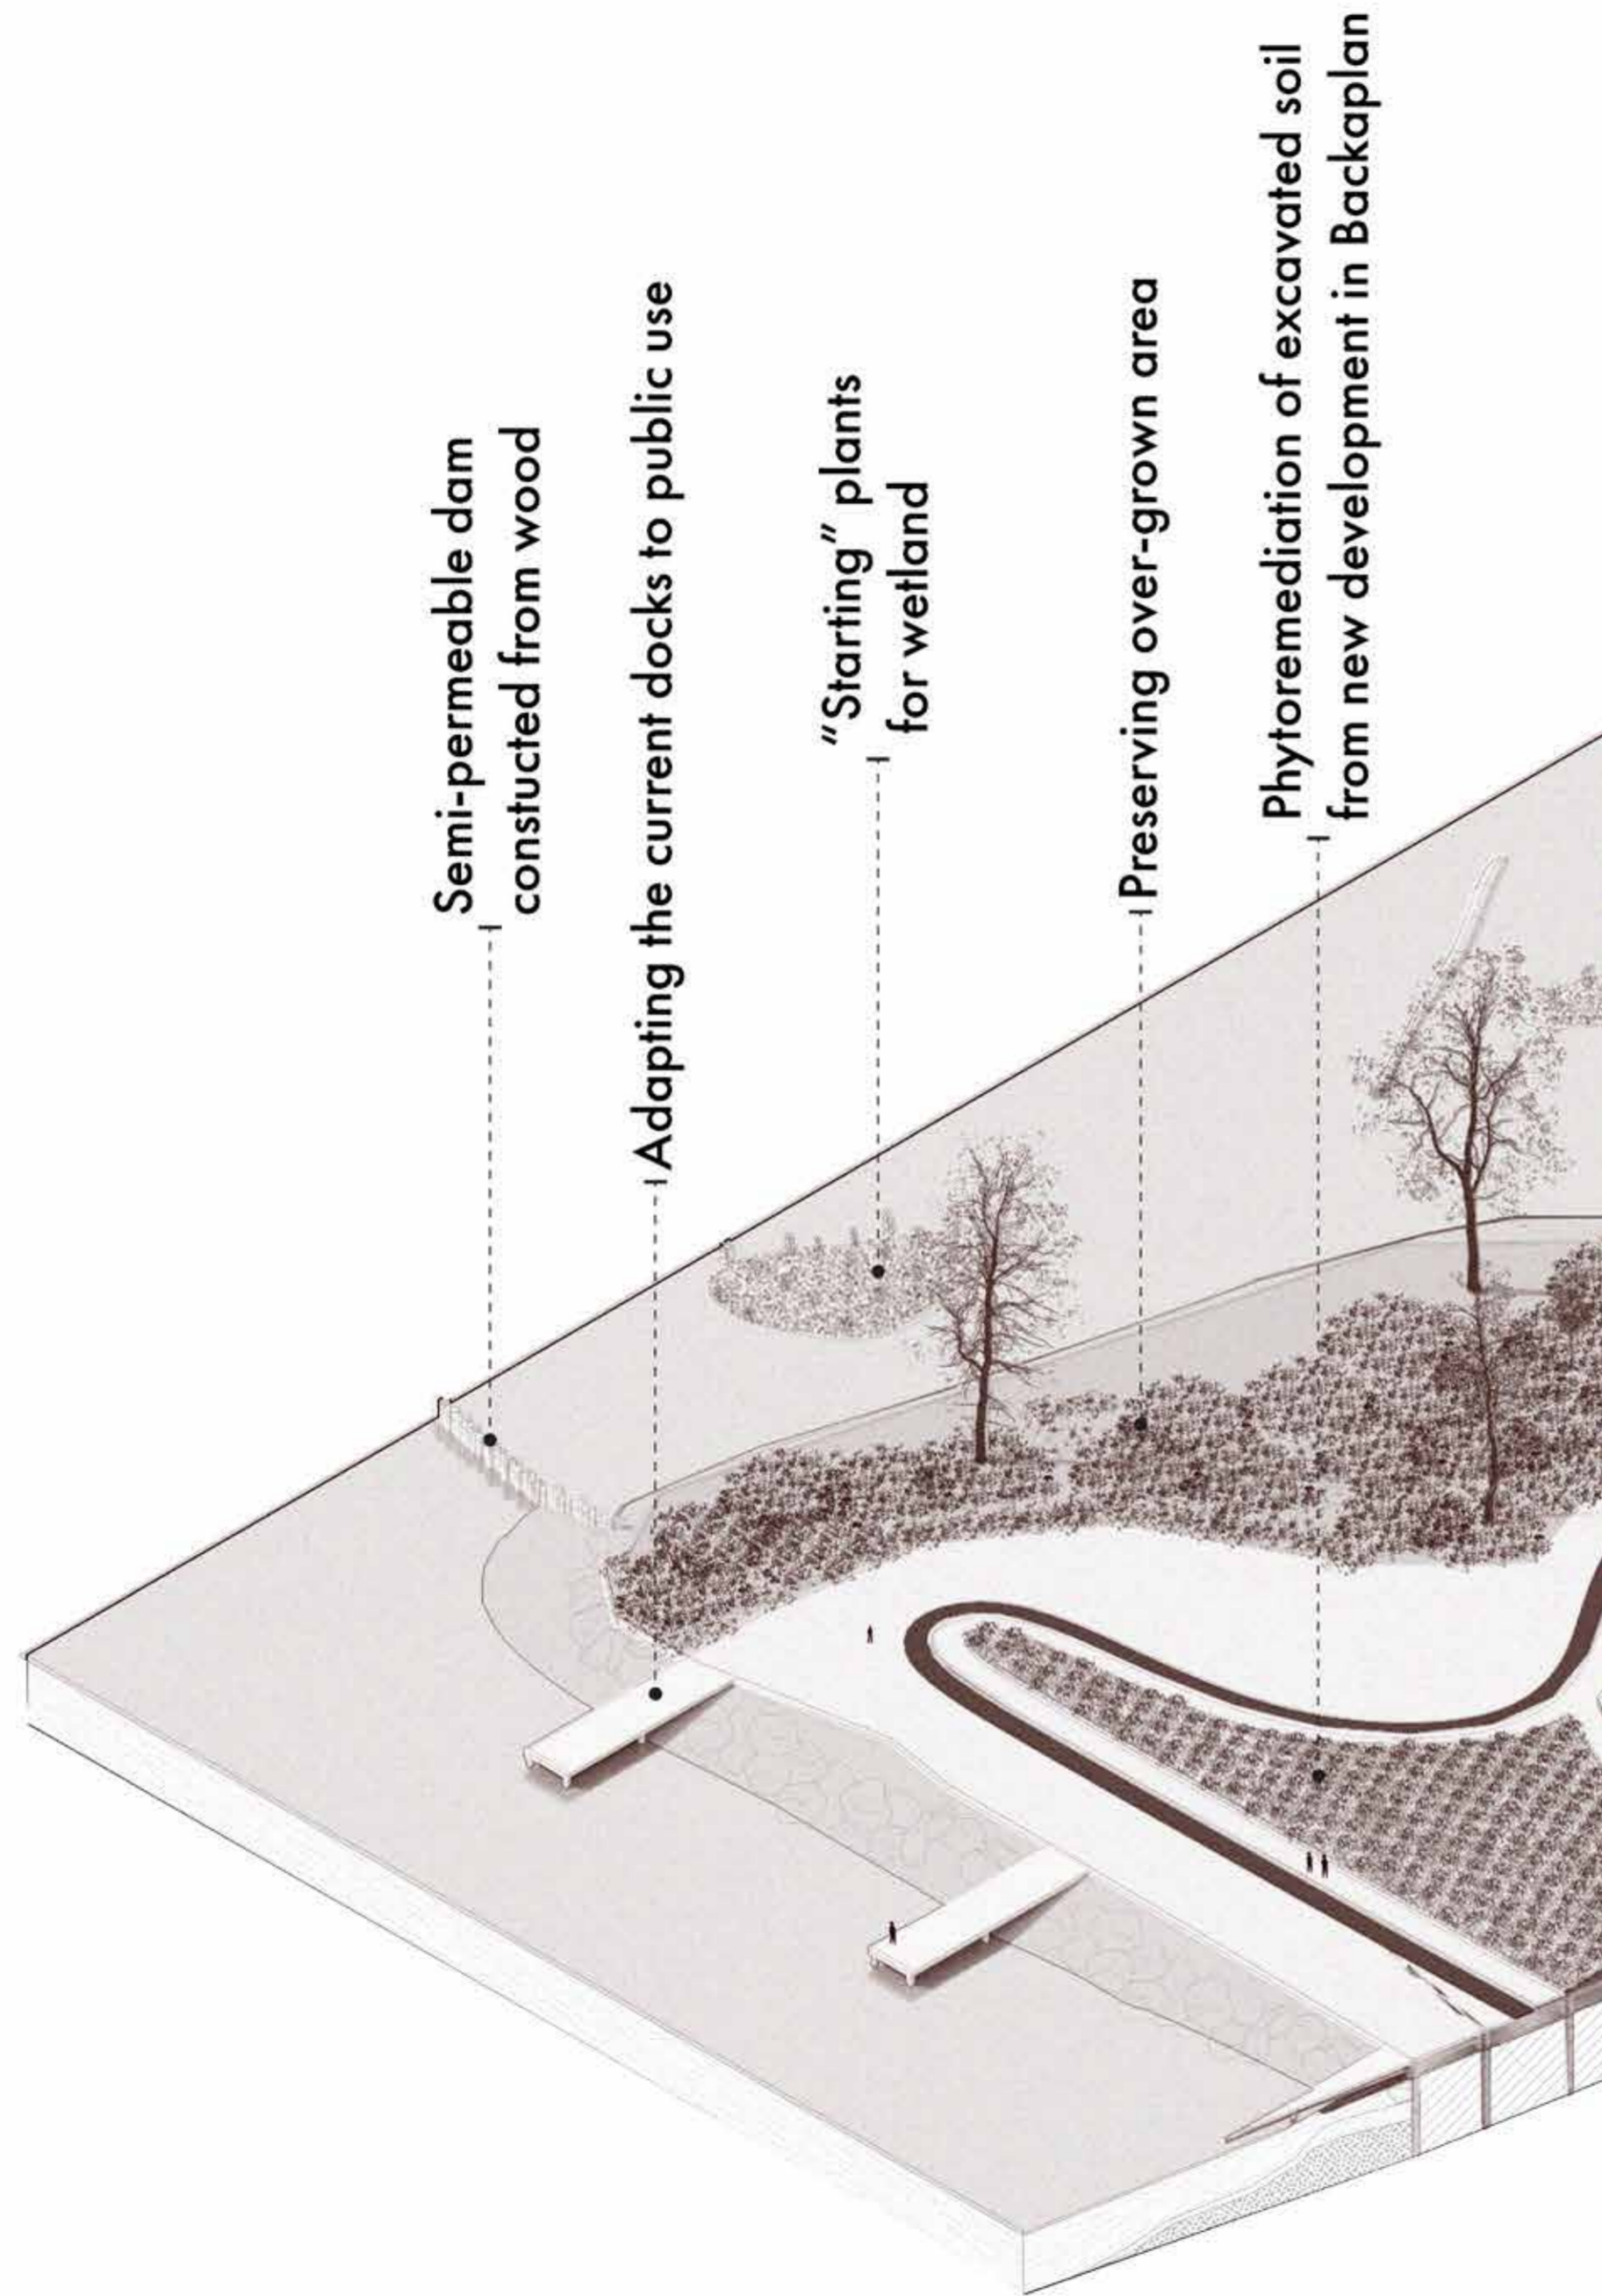 Semi-permeable dam
constucted from wood
Adapting the current docks to public use
“Starting” plants
for wetland
Preserving over-grown area
Phytoremediation of excavated soil
from new development in Backaplan